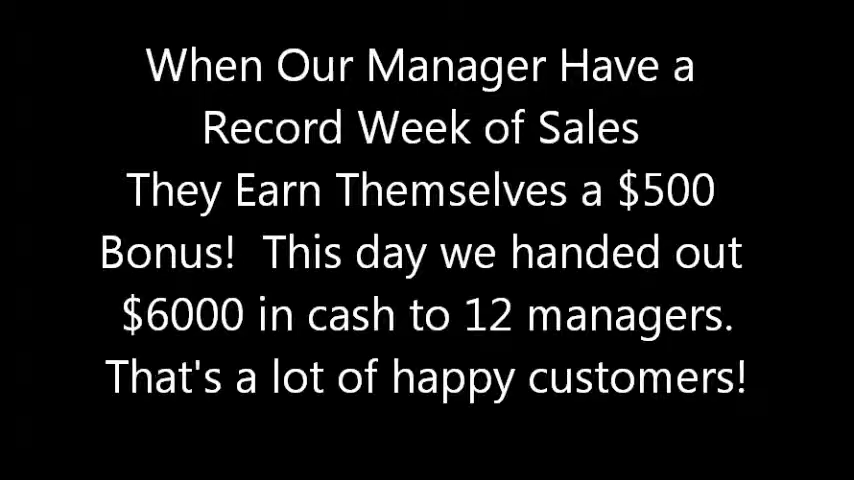 When Our Manager Have a
Record Week of Sales
They Earn Themselves a $500
Bonus!  This day we handed out
$6000 in cash to 12 managers.
That's a lot of happy customers!